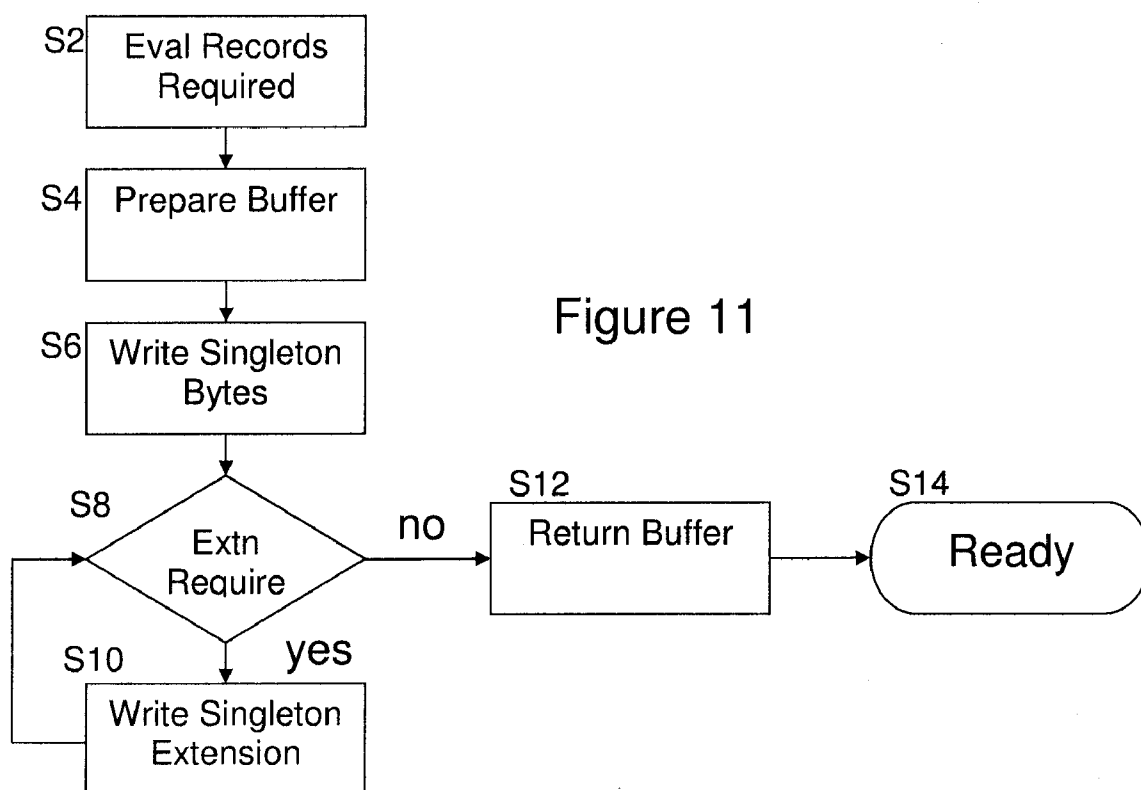 S2
Eval Records
Required
S4
Prepare Buffer
S6
Write Singleton
Bytes
Figure 11
S8
Extn
Require
no
yes
S12
Return Buffer
S14
Ready
S10
Write Singleton
Extension